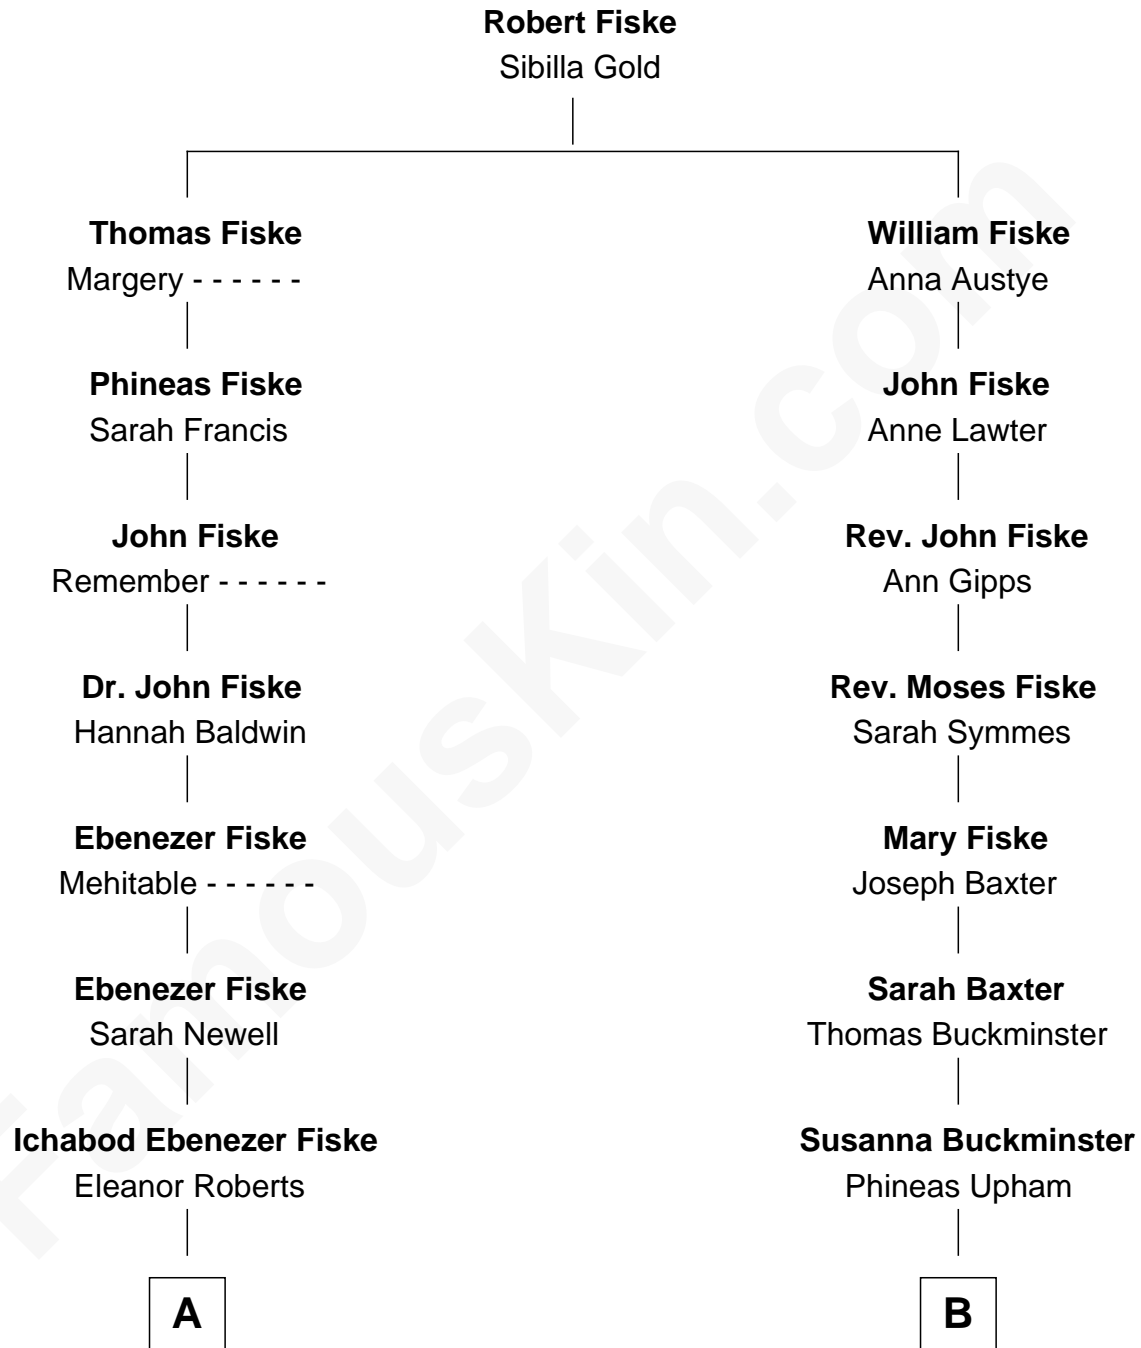 Robert Fiske
Sibilla Gold
Thomas Fiske
Margery - - - - - -
William Fiske
Anna Austye
Phineas Fiske
Sarah Francis
John Fiske
Anne Lawter
John Fiske
Remember - - - - - -
Rev. John Fiske
Ann Gipps
Dr. John Fiske
Hannah Baldwin
Rev. Moses Fiske
Sarah Symmes
Ebenezer Fiske
Mehitable - - - - - -
Mary Fiske
Joseph Baxter
Ebenezer Fiske
Sarah Newell
Sarah Baxter
Thomas Buckminster
Ichabod Ebenezer Fiske
Eleanor Roberts
Susanna Buckminster
Phineas Upham
A
B
FamousKin.com